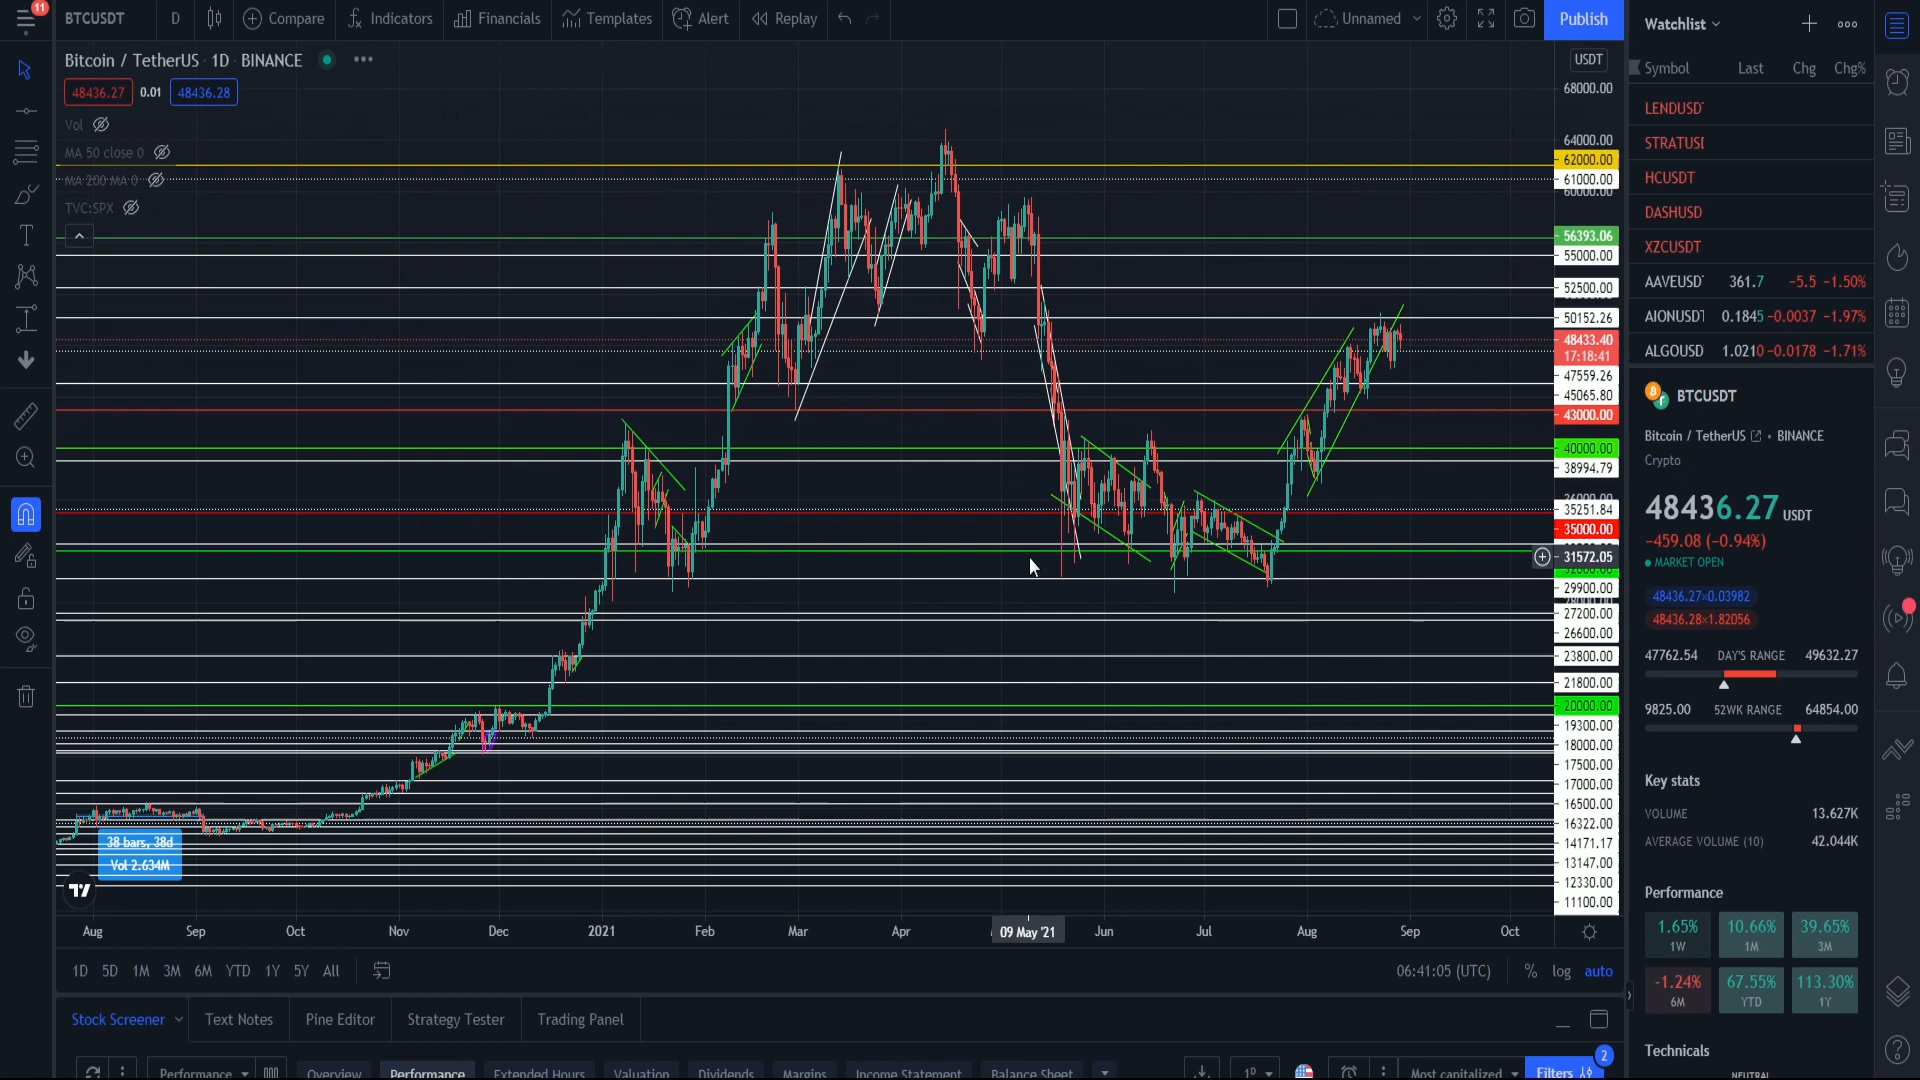 11
BTCUSDT
D
Compare
Indicators
Financials
Templates
Alert
Replay
Unnamed
Publish
Bitcoin / TetherUS · 1D · BINANCE
48436.27 0.01 48436.28
Vol
MA 50 close 0
MA 200 MA 0
TVC:SPX
USDT
68000.00
64000.00
62000.00
61000.00
60000.00
56393.06
55000.00
52500.00
50152.26
48433.40
17:18:41
47559.26
45065.80
43000.00
40000.00
38994.79
36000.00
35251.84
35000.00
31572.05
29900.00
27200.00
26600.00
23800.00
21800.00
20000.00
19300.00
18000.00
17500.00
17000.00
16500.00
16322.00
14171.17
13147.00
12330.00
11100.00
38 bars, 38d
Vol 2.634M
Aug Sep Oct Nov Dec 2021 Feb Mar Apr 09 May '21 Jun Jul Aug Sep Oct
1D 5D 1M 3M 6M YTD 1Y 5Y All
06:41:05 (UTC) % log auto
Stock Screener
Text Notes
Pine Editor
Strategy Tester
Trading Panel
Performance
Overview
Performance
Extended Hours
Valuation
Dividends
Margins
Income Statement
Balance Sheet
1D
Most capitalized
Filters
2
Watchlist
Symbol Last Chg Chg%
LENDUSD
STRATUSI
HCUSDT
DASHUSD
XZCUSDT
AAVEUSD 361.7 −5.5 −1.50%
AIONUSDT 0.1845 −0.0037 −1.97%
ALGOUSD 1.0210 −0.0178 −1.71%
BTCUSDT
Bitcoin / TetherUS • BINANCE
Crypto
48436.27 USDT
−459.08 (−0.94%)
MARKET OPEN
48436.27×0.03982
48436.28×1.82056
47762.54 DAY'S RANGE 49632.27
9825.00 52WK RANGE 64854.00
Key stats
VOLUME 13.627K
AVERAGE VOLUME (10) 42.044K
Performance
1.65% 10.66% 39.65%
1W 1M 3M
-1.24% 67.55% 113.30%
6M YTD 1Y
Technicals
NEUTRAL